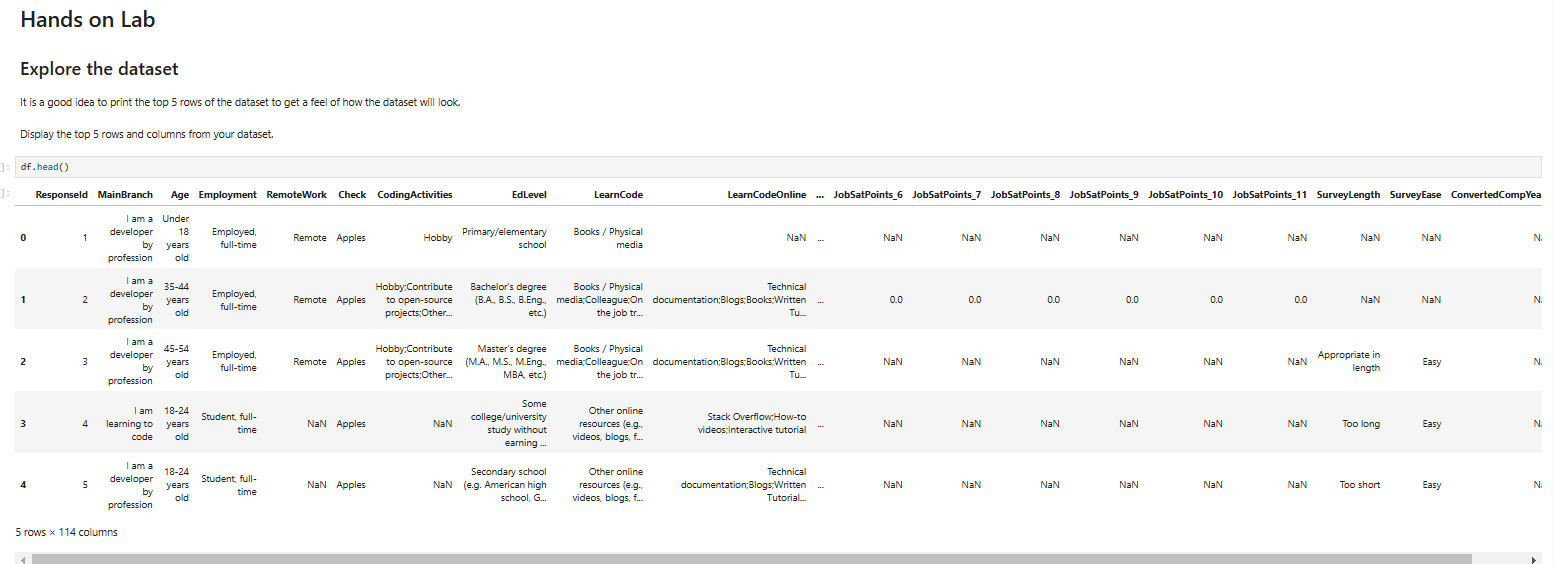 Hands on Lab
Explore the dataset
It is a good idea to print the top 5 rows of the dataset to get a feel of how the dataset will look.
Display the top 5 rows and columns from your dataset.
]: df.head()
]: ResponseId MainBranch Age Employment RemoteWork Check CodingActivities EdLevel LearnCode LearnCodeOnline ... JobSatPoints_6 JobSatPoints_7 JobSatPoints_8 JobSatPoints_9 JobSatPoints_10 JobSatPoints_11 SurveyLength SurveyEase ConvertedCompYea
I am a Under
developer 18 Employed, Primary/elementary Books / Physical
0 1 by years full-time Remote Apples Hobby school media NaN ... NaN NaN NaN NaN NaN NaN NaN NaN N
profession old
I am a
developer 35-44 Employed, Hobby;Contribute Bachelor's degree Books / Physical Technical
1 2 by years full-time Remote Apples to open-source (B.A., B.S., B.Eng., media;Colleague;On documentation;Blogs;Books;Written ... 0.0 0.0 0.0 0.0 0.0 0.0 NaN NaN N
profession old projects;Other... etc.) the job tr... Tu...
I am a
developer 45-54 Employed, Hobby;Contribute Master's degree Books / Physical Technical Appropriate in
2 3 by years full-time Remote Apples to open-source (M.A., M.S., M.Eng., media;Colleague;On documentation;Blogs;Books;Written ... NaN NaN NaN NaN NaN NaN length Easy N
profession old projects;Other... MBA, etc.) the job tr... Tu...
I am 18-24 Student, full- Some Other online Stack Overflow;How-to
3 4 learning to years time NaN Apples NaN college/university resources (e.g., videos;Interactive tutorial ... NaN NaN NaN NaN NaN NaN Too long Easy N
code old study without videos, blogs, f...
earning ...
I am a
developer 18-24 Student, full- Secondary school Other online Technical
4 5 by years time NaN Apples NaN (e.g. American high resources (e.g., documentation;Blogs;Written ... NaN NaN NaN NaN NaN NaN Too short Easy N
profession old school, G... videos, blogs, f... Tutorial...
5 rows × 114 columns